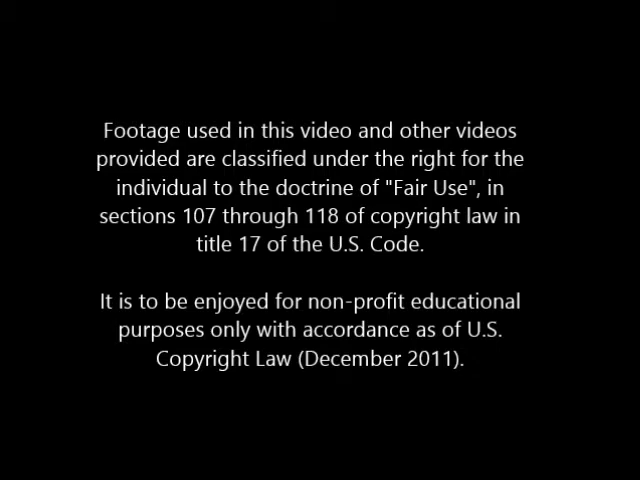 Footage used in this video and other videos
provided are classified under the right for the
individual to the doctrine of "Fair Use", in
sections 107 through 118 of copyright law in
title 17 of the U.S. Code.
It is to be enjoyed for non-profit educational
purposes only with accordance as of U.S.
Copyright Law (December 2011).